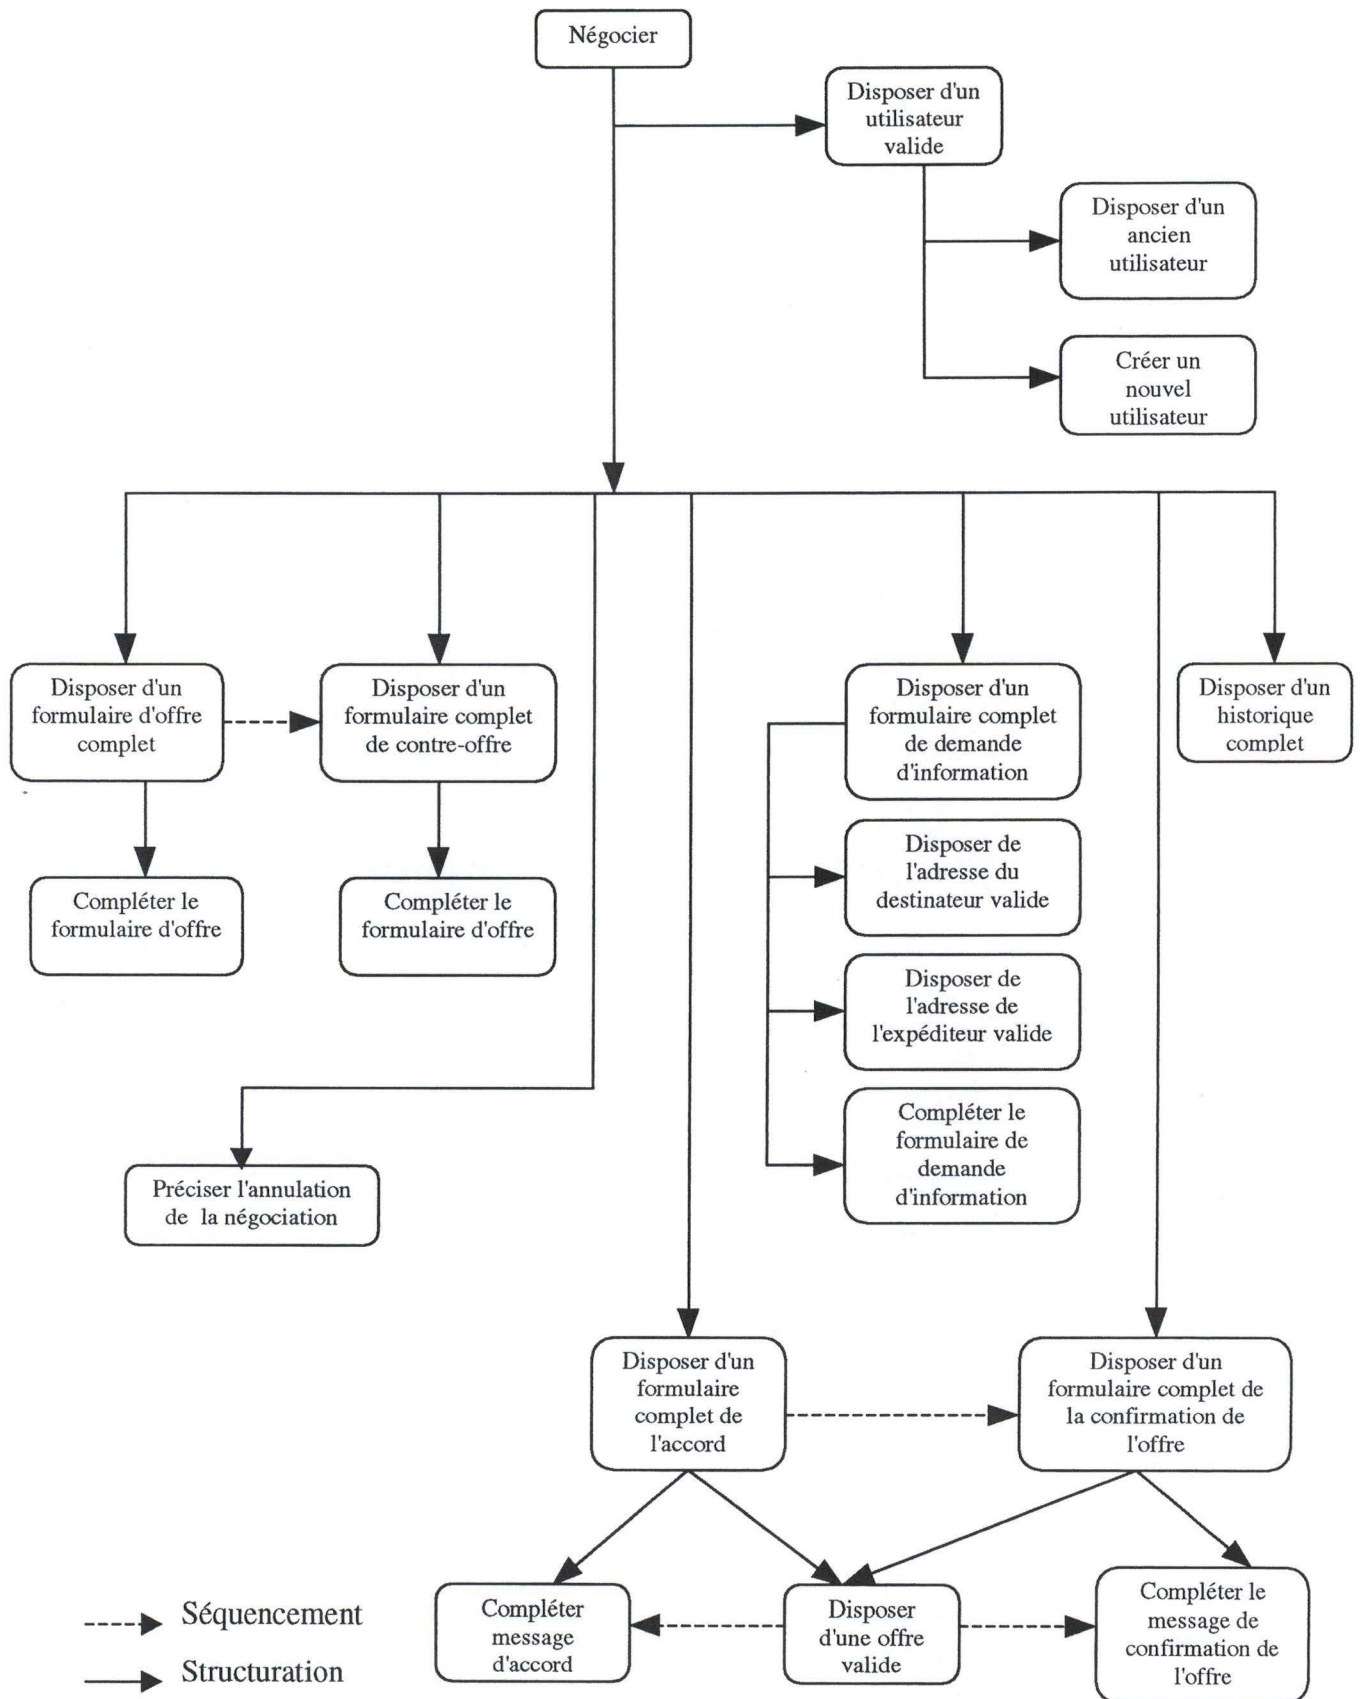 Négocier
Disposer d'un
utilisateur
valide
Disposer d'un
ancien
utilisateur
Créer un
nouvel
utilisateur
Disposer d'un
formulaire d'offre
complet
Disposer d'un
formulaire complet
de contre-offre
Disposer d'un
formulaire complet
de demande
d'information
Disposer d'un
historique
complet
Compléter le
formulaire d'offre
Compléter le
formulaire d'offre
Disposer de
l'adresse du
destinateur valide
Disposer de
l'adresse de
l'expéditeur valide
Compléter le
formulaire de
demande
d'information
Préciser l'annulation
de la négociation
Disposer d'un
formulaire
complet de
l'accord
Disposer d'un
formulaire complet de
la confirmation de
l'offre
Compléter
message
d'accord
Disposer
d'une offre
valide
Compléter le
message de
confirmation de
l'offre
Séquencement
Structuration